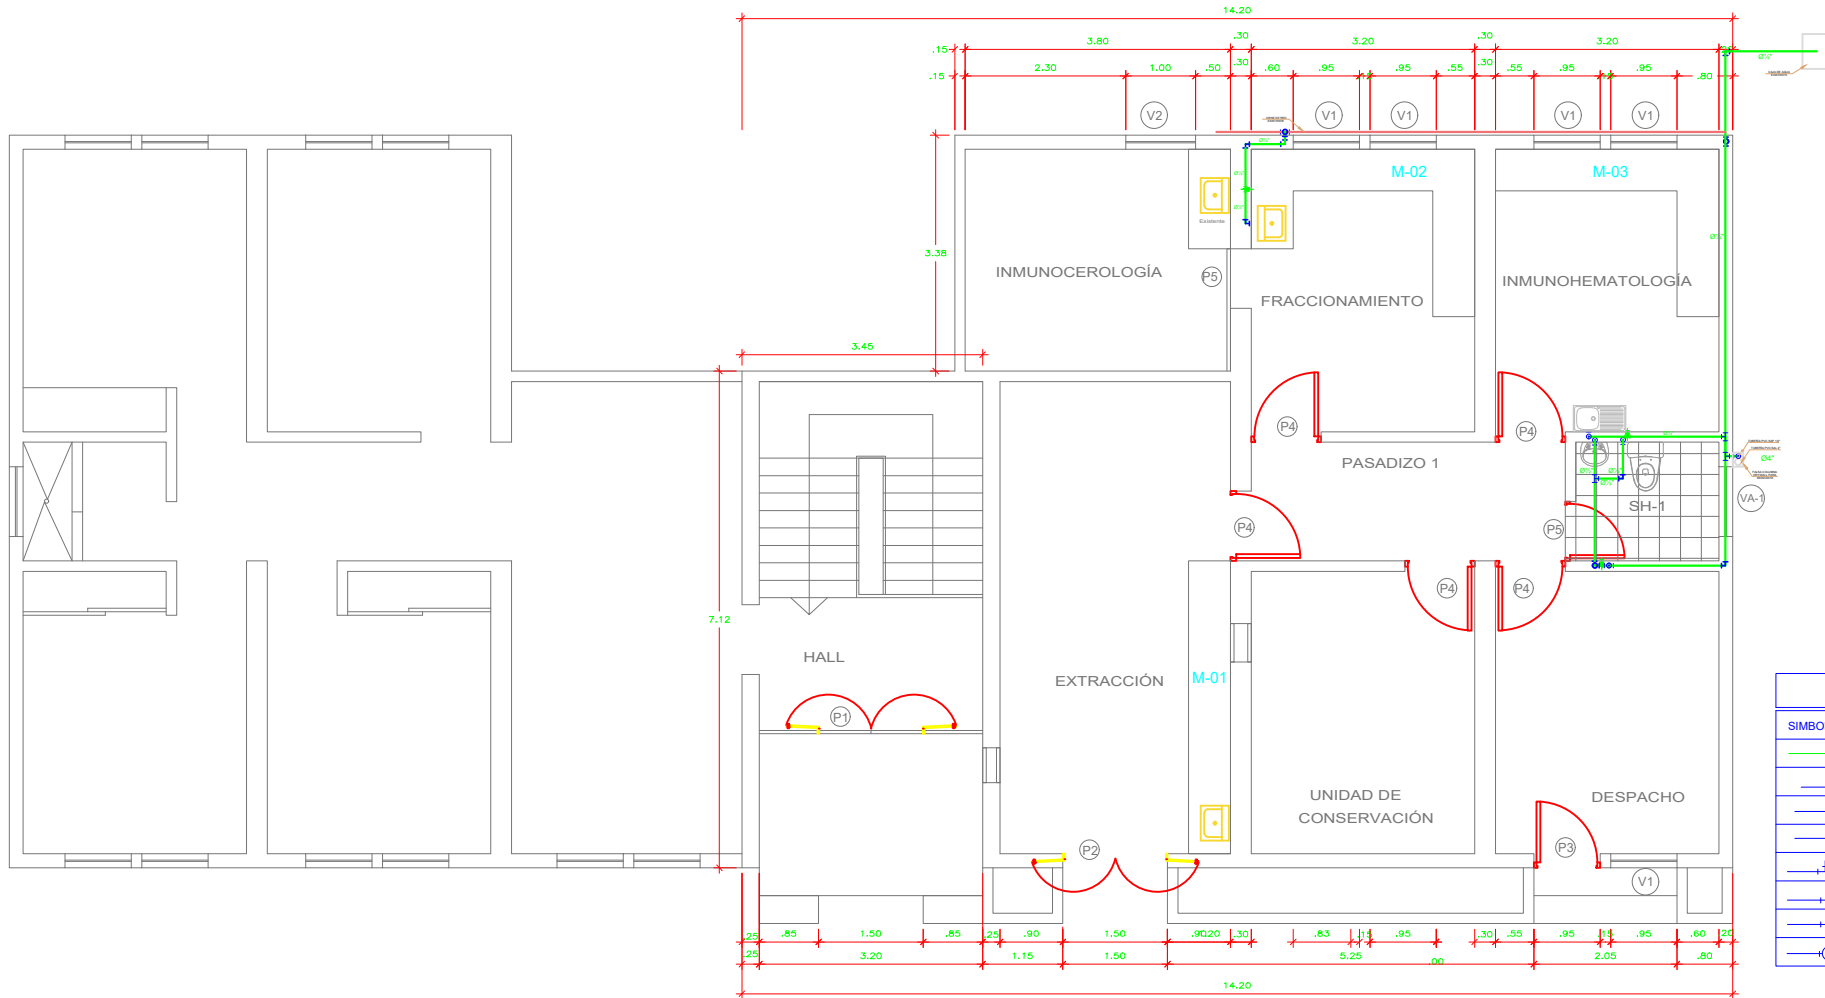 14.20
.15
3.80
.30
3.20
.30
3.20
.15
2.30
1.00
.50
.30
.60
.95
.95
.55
.30
.55
.95
.95
.80
V2
V1
V1
V1
V1
M-02
M-03
Existente
3.38
INMUNOCEROLOGÍA
P5
FRACCIONAMIENTO
INMUNOHEMATOLOGÍA
3.45
P4
P4
PASADIZO 1
Ø4"
SH-1
VA-1
P4
P5
P4
P4
7.12
HALL
EXTRACCIÓN
M-01
P1
SIMBO
UNIDAD DE
CONSERVACIÓN
DESPACHO
P2
P3
V1
.25
.85
1.50
.85
.25
.90
1.50
.90
.20
.30
.83
.15
.95
.30
.55
.95
.15
.95
.60
.20
.25
3.20
1.15
1.50
5.25
.00
2.05
.80
14.20